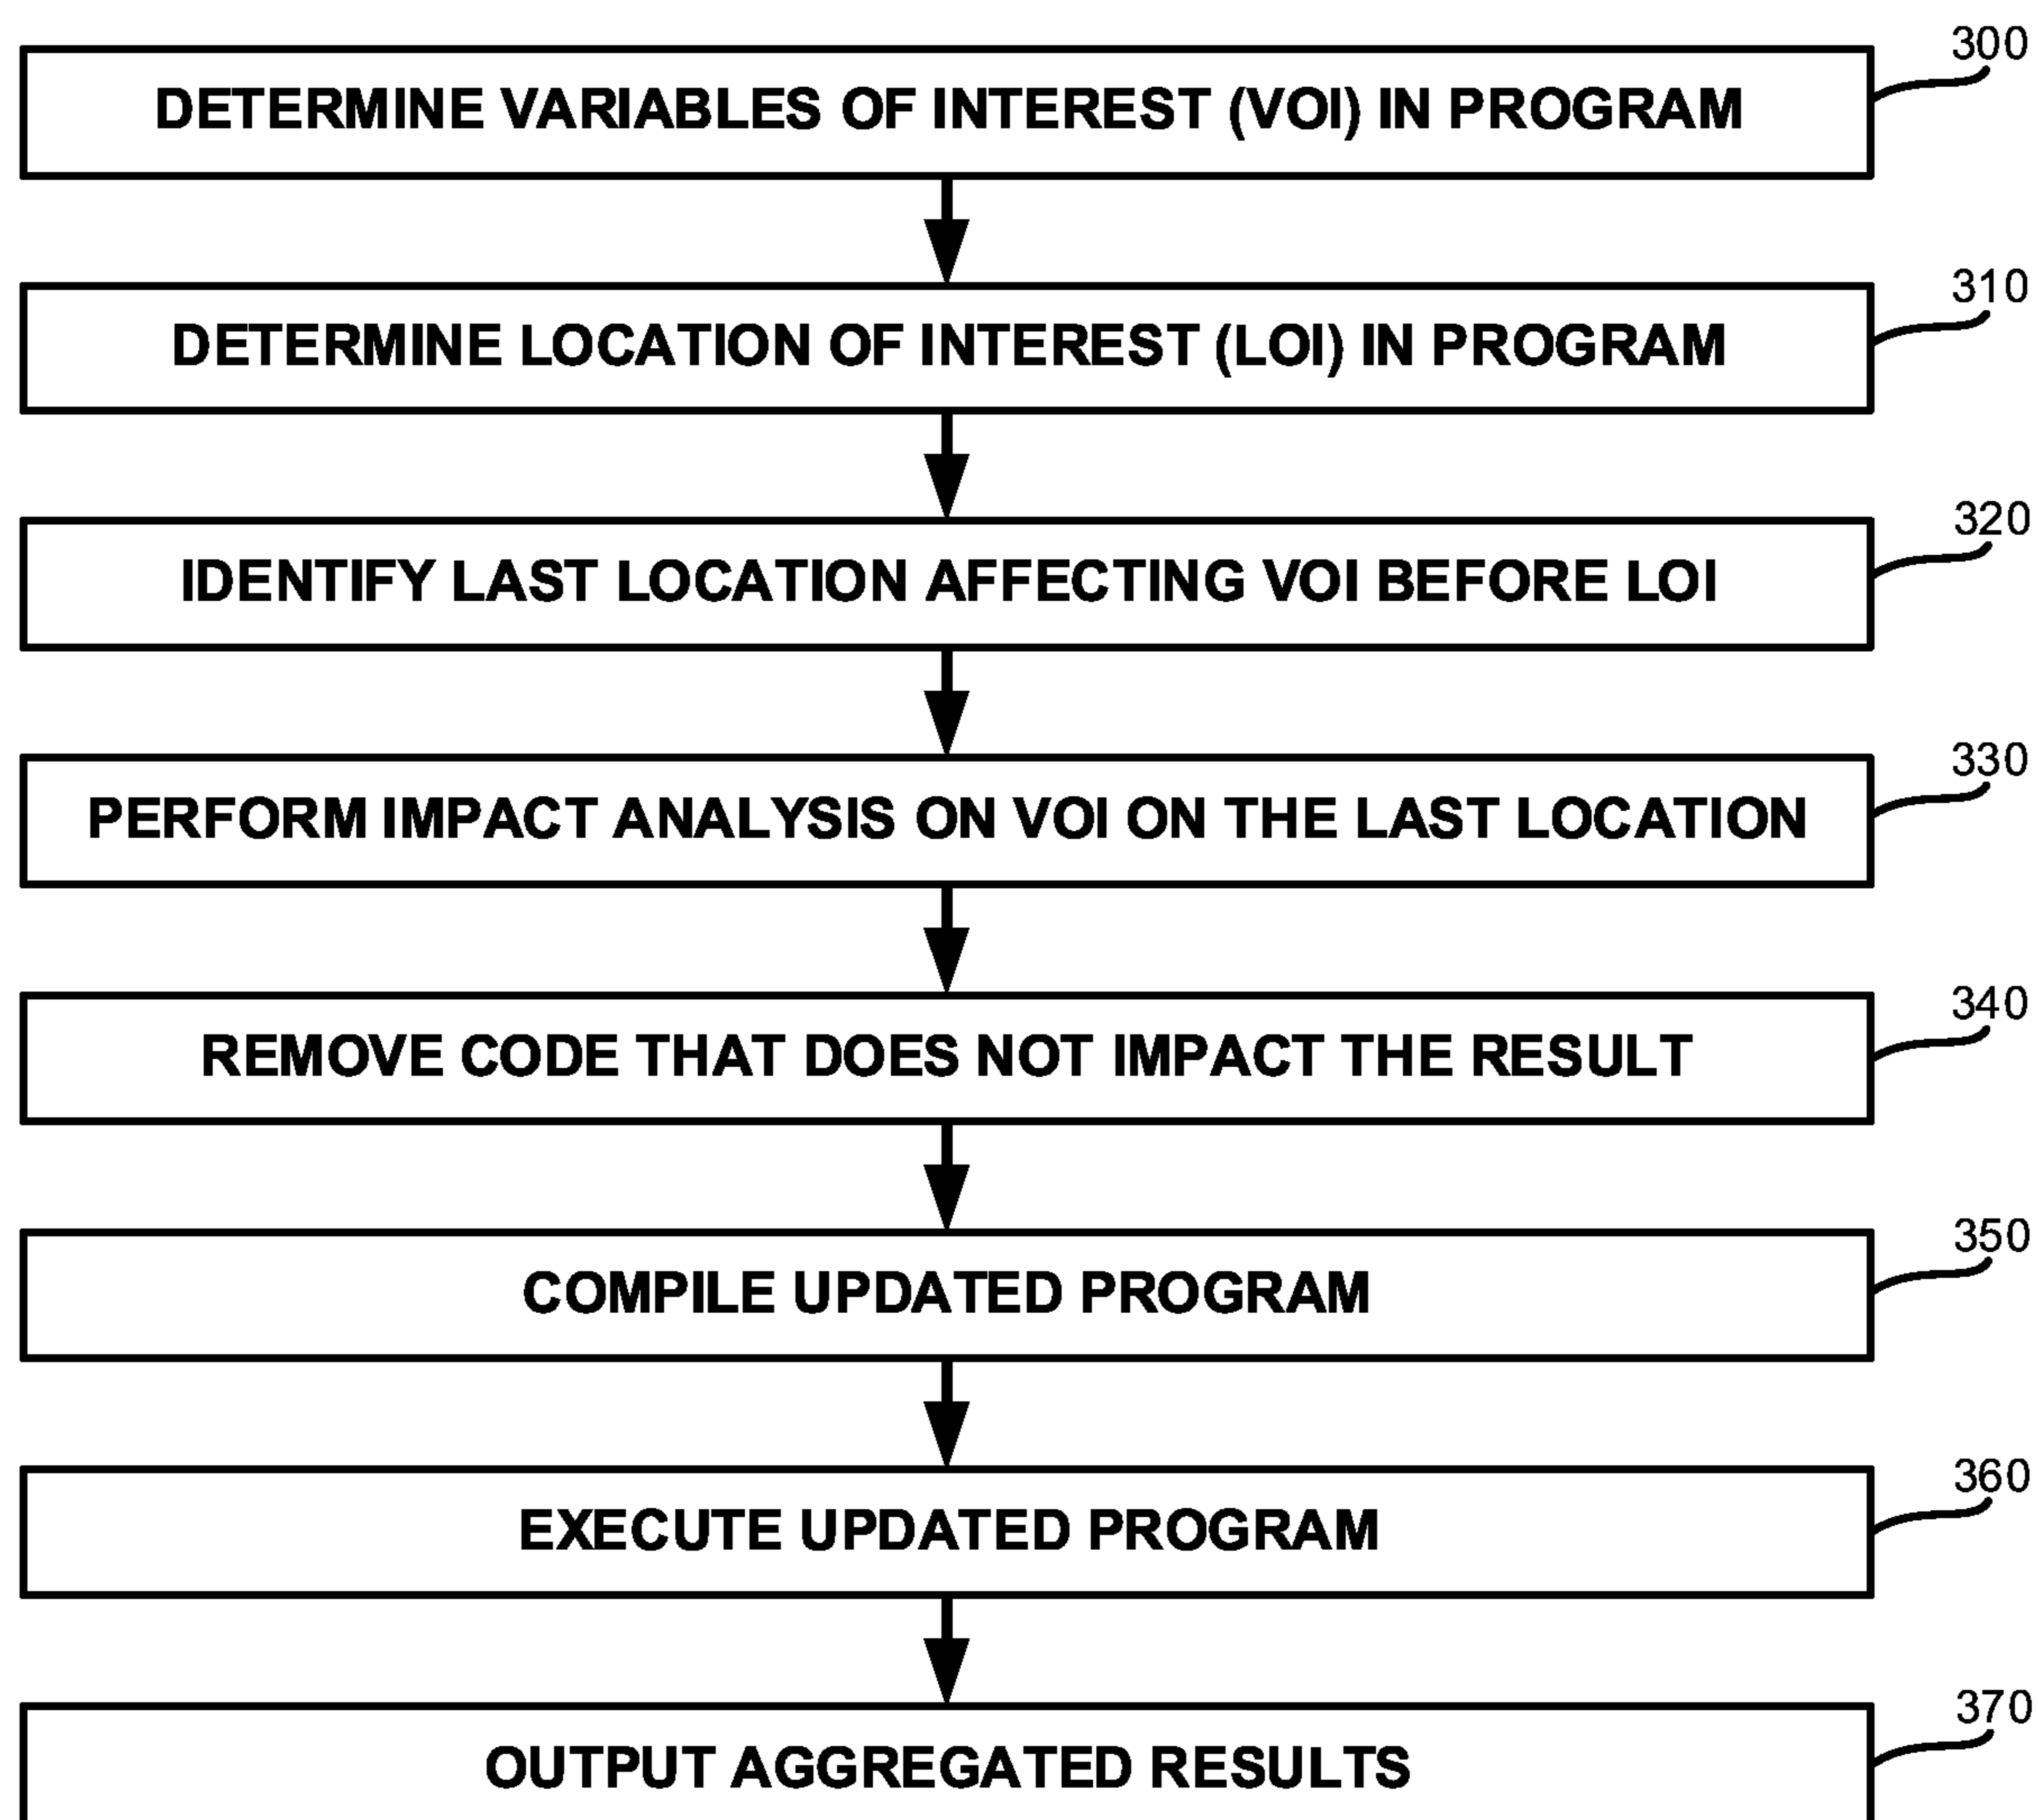 300
DETERMINE VARIABLES OF INTEREST (VOI) IN PROGRAM
310
DETERMINE LOCATION OF INTEREST (LOI) IN PROGRAM
320
IDENTIFY LAST LOCATION AFFECTING VOI BEFORE LOI
330
PERFORM IMPACT ANALYSIS ON VOI ON THE LAST LOCATION
340
REMOVE CODE THAT DOES NOT IMPACT THE RESULT
350
COMPILE UPDATED PROGRAM
360
EXECUTE UPDATED PROGRAM
370
OUTPUT AGGREGATED RESULTS